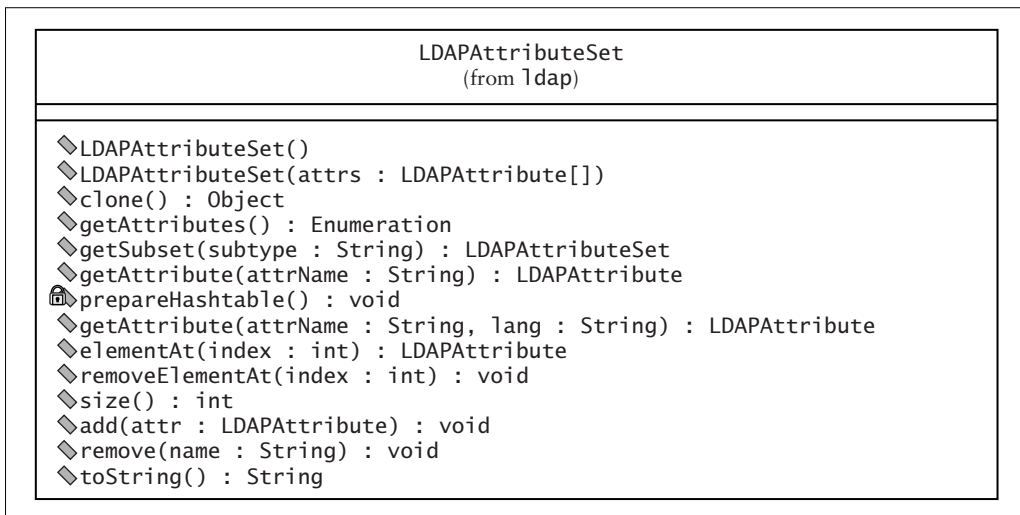 LDAPAttributeSet
(from ldap)
LDAPAttributeSet()
LDAPAttributeSet(attrs : LDAPAttribute[])
clone() : Object
getAttributes() : Enumeration
getSubset(subtype : String) : LDAPAttributeSet
getAttribute(attrName : String) : LDAPAttribute
prepareHashtable() : void
getAttribute(attrName : String, lang : String) : LDAPAttribute
elementAt(index : int) : LDAPAttribute
removeElementAt(index : int) : void
size() : int
add(attr : LDAPAttribute) : void
remove(name : String) : void
toString() : String